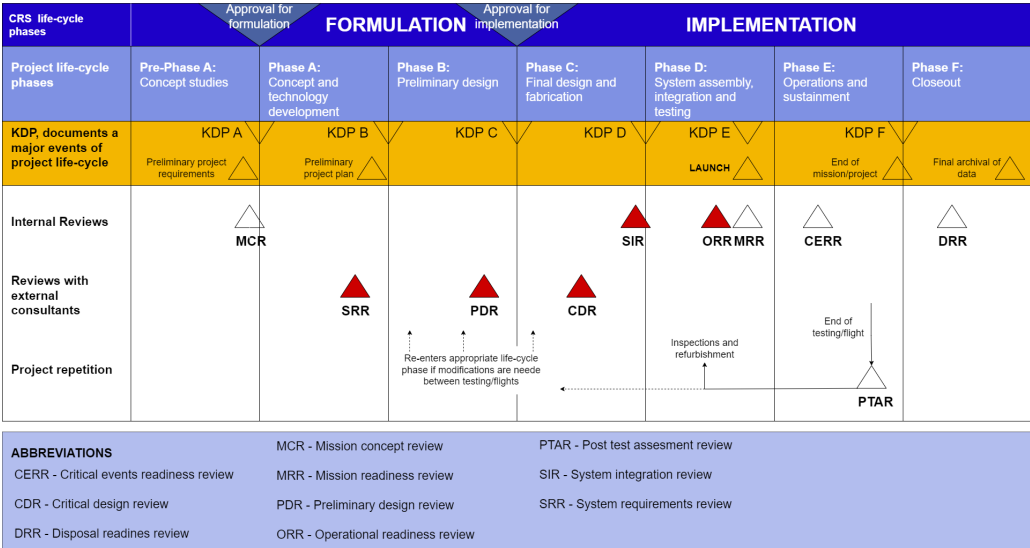 CRS life-cycle
phases
Approval for
formulation
FORMULATION
Approval for
implementation
IMPLEMENTATION
Project life-cycle
phases
Pre-Phase A:
Concept studies
Phase A:
Concept and
technology
development
Phase B:
Preliminary design
Phase C:
Final design and
fabrication
Phase D:
System assembly,
integration and
testing
Phase E:
Operations and
sustainment
Phase F:
Closeout
KDP, documents a
major events of
project life-cycle
KDP A
KDP B
KDP C
KDP D
KDP E
KDP F
Preliminary project
requirements
Preliminary
project plan
LAUNCH
End of
mission/project
Final archival of
data
Internal Reviews
MCR
SIR
ORR
MRR
CERR
DRR
Reviews with
external
consultants
SRR
PDR
CDR
Project repetition
Re-enters appropriate life-cycle
phase if modifications are neede
between testing/flights
Inspections and
refurbishment
End of
testing/flight
PTAR
ABBREVIATIONS
CERR - Critical events readiness review
CDR - Critical design review
DRR - Disposal readines review
MCR - Mission concept review
MRR - Mission readiness review
PDR - Preliminary design review
ORR - Operational readiness review
PTAR - Post test assesment review
SIR - System integration review
SRR - System requirements review